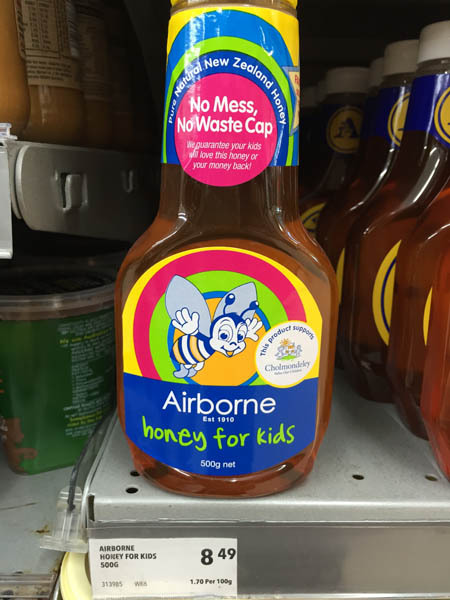 Pure Natural New Zealand Honey
No Mess,
No Waste Cap
We guarantee your kids
will love this honey or
your money back!
This product supports
Cholmondeley
Airborne
Est 1910
honey for kids
500g net
AIRBORNE
HONEY FOR KIDS
500G
8 49
313985 WKK
1.70 Per 100g